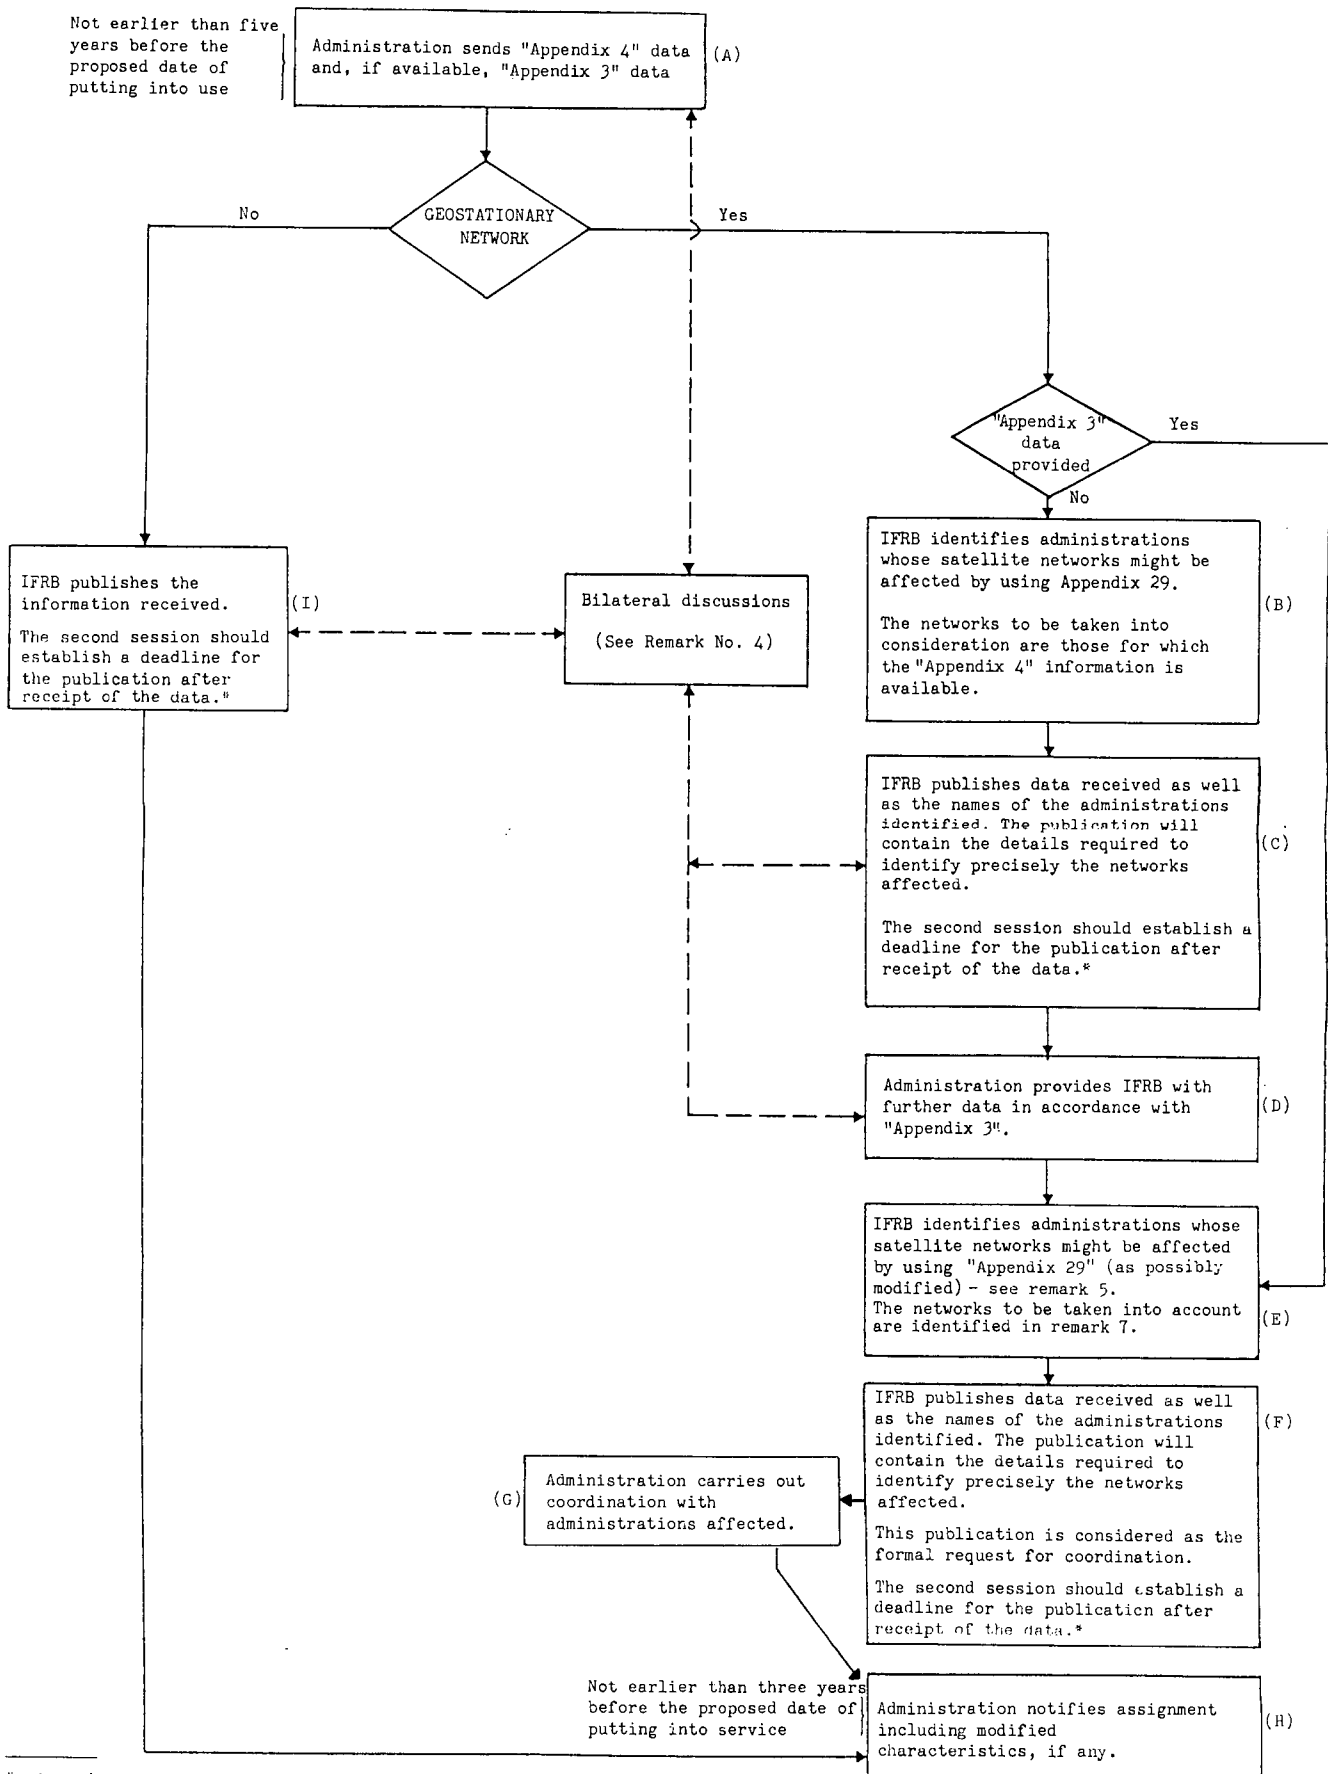 Not earlier than five
years before the
proposed date of
putting into use
Administration sends "Appendix 4" data
and, if available, "Appendix 3" data
(A)
GEOSTATIONARY
NETWORK
No
Yes
"Appendix 3"
data
provided
Yes
No
IFRB publishes the
information received.
The second session should
establish a deadline for
the publication after
receipt of the data.*
(I)
Bilateral discussions
(See Remark No. 4)
IFRB identifies administrations
whose satellite networks might be
affected by using Appendix 29.
The networks to be taken into
consideration are those for which
the "Appendix 4" information is
available.
(B)
IFRB publishes data received as well
as the names of the administrations
identified. The publication will
contain the details required to
identify precisely the networks
affected.
The second session should establish a
deadline for the publication after
receipt of the data.*
(C)
Administration provides IFRB with
further data in accordance with
"Appendix 3".
(D)
IFRB identifies administrations whose
satellite networks might be affected
by using "Appendix 29" (as possibly
modified) - see remark 5.
The networks to be taken into account
are identified in remark 7.
(E)
IFRB publishes data received as well
as the names of the administrations
identified. The publication will
contain the details required to
identify precisely the networks
affected.
This publication is considered as the
formal request for coordination.
The second session should establish a
deadline for the publication after
receipt of the data.*
(F)
(G)
Administration carries out
coordination with
administrations affected.
Not earlier than three years
before the proposed date of
putting into service
Administration notifies assignment
including modified
characteristics, if any.
(H)